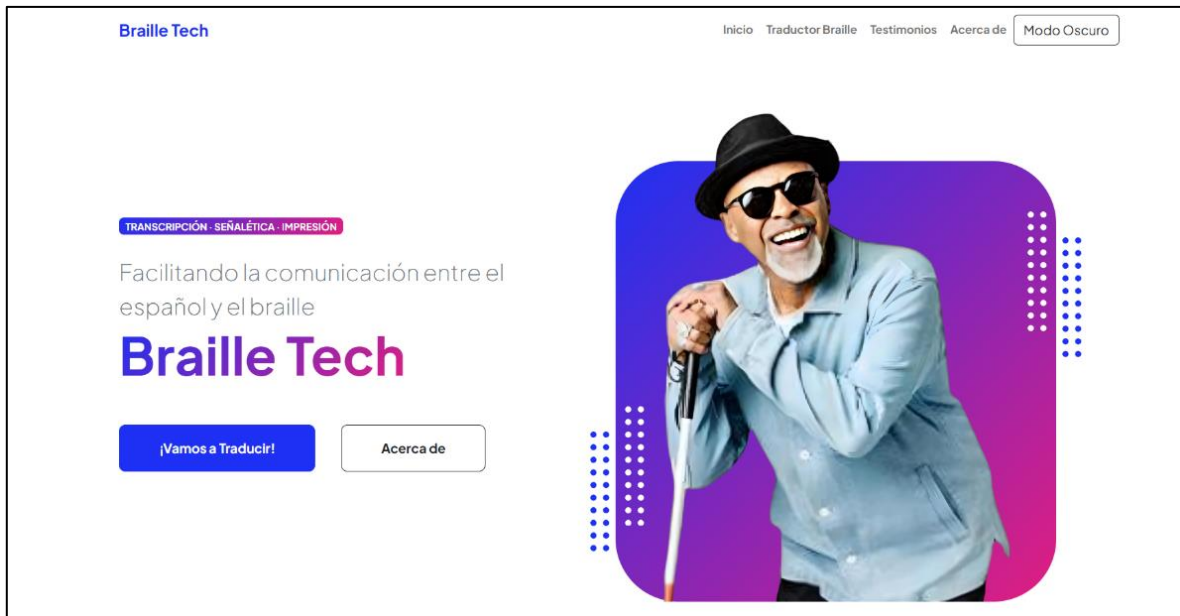 Braille Tech
Inicio Traductor Braille Testimonios Acerca de Modo Oscuro
TRANSCRIPCIÓN - SEÑALÉTICA - IMPRESIÓN
Facilitando la comunicación entre el
español y el braille
Braille Tech
¡Vamos a Traducir! Acerca de